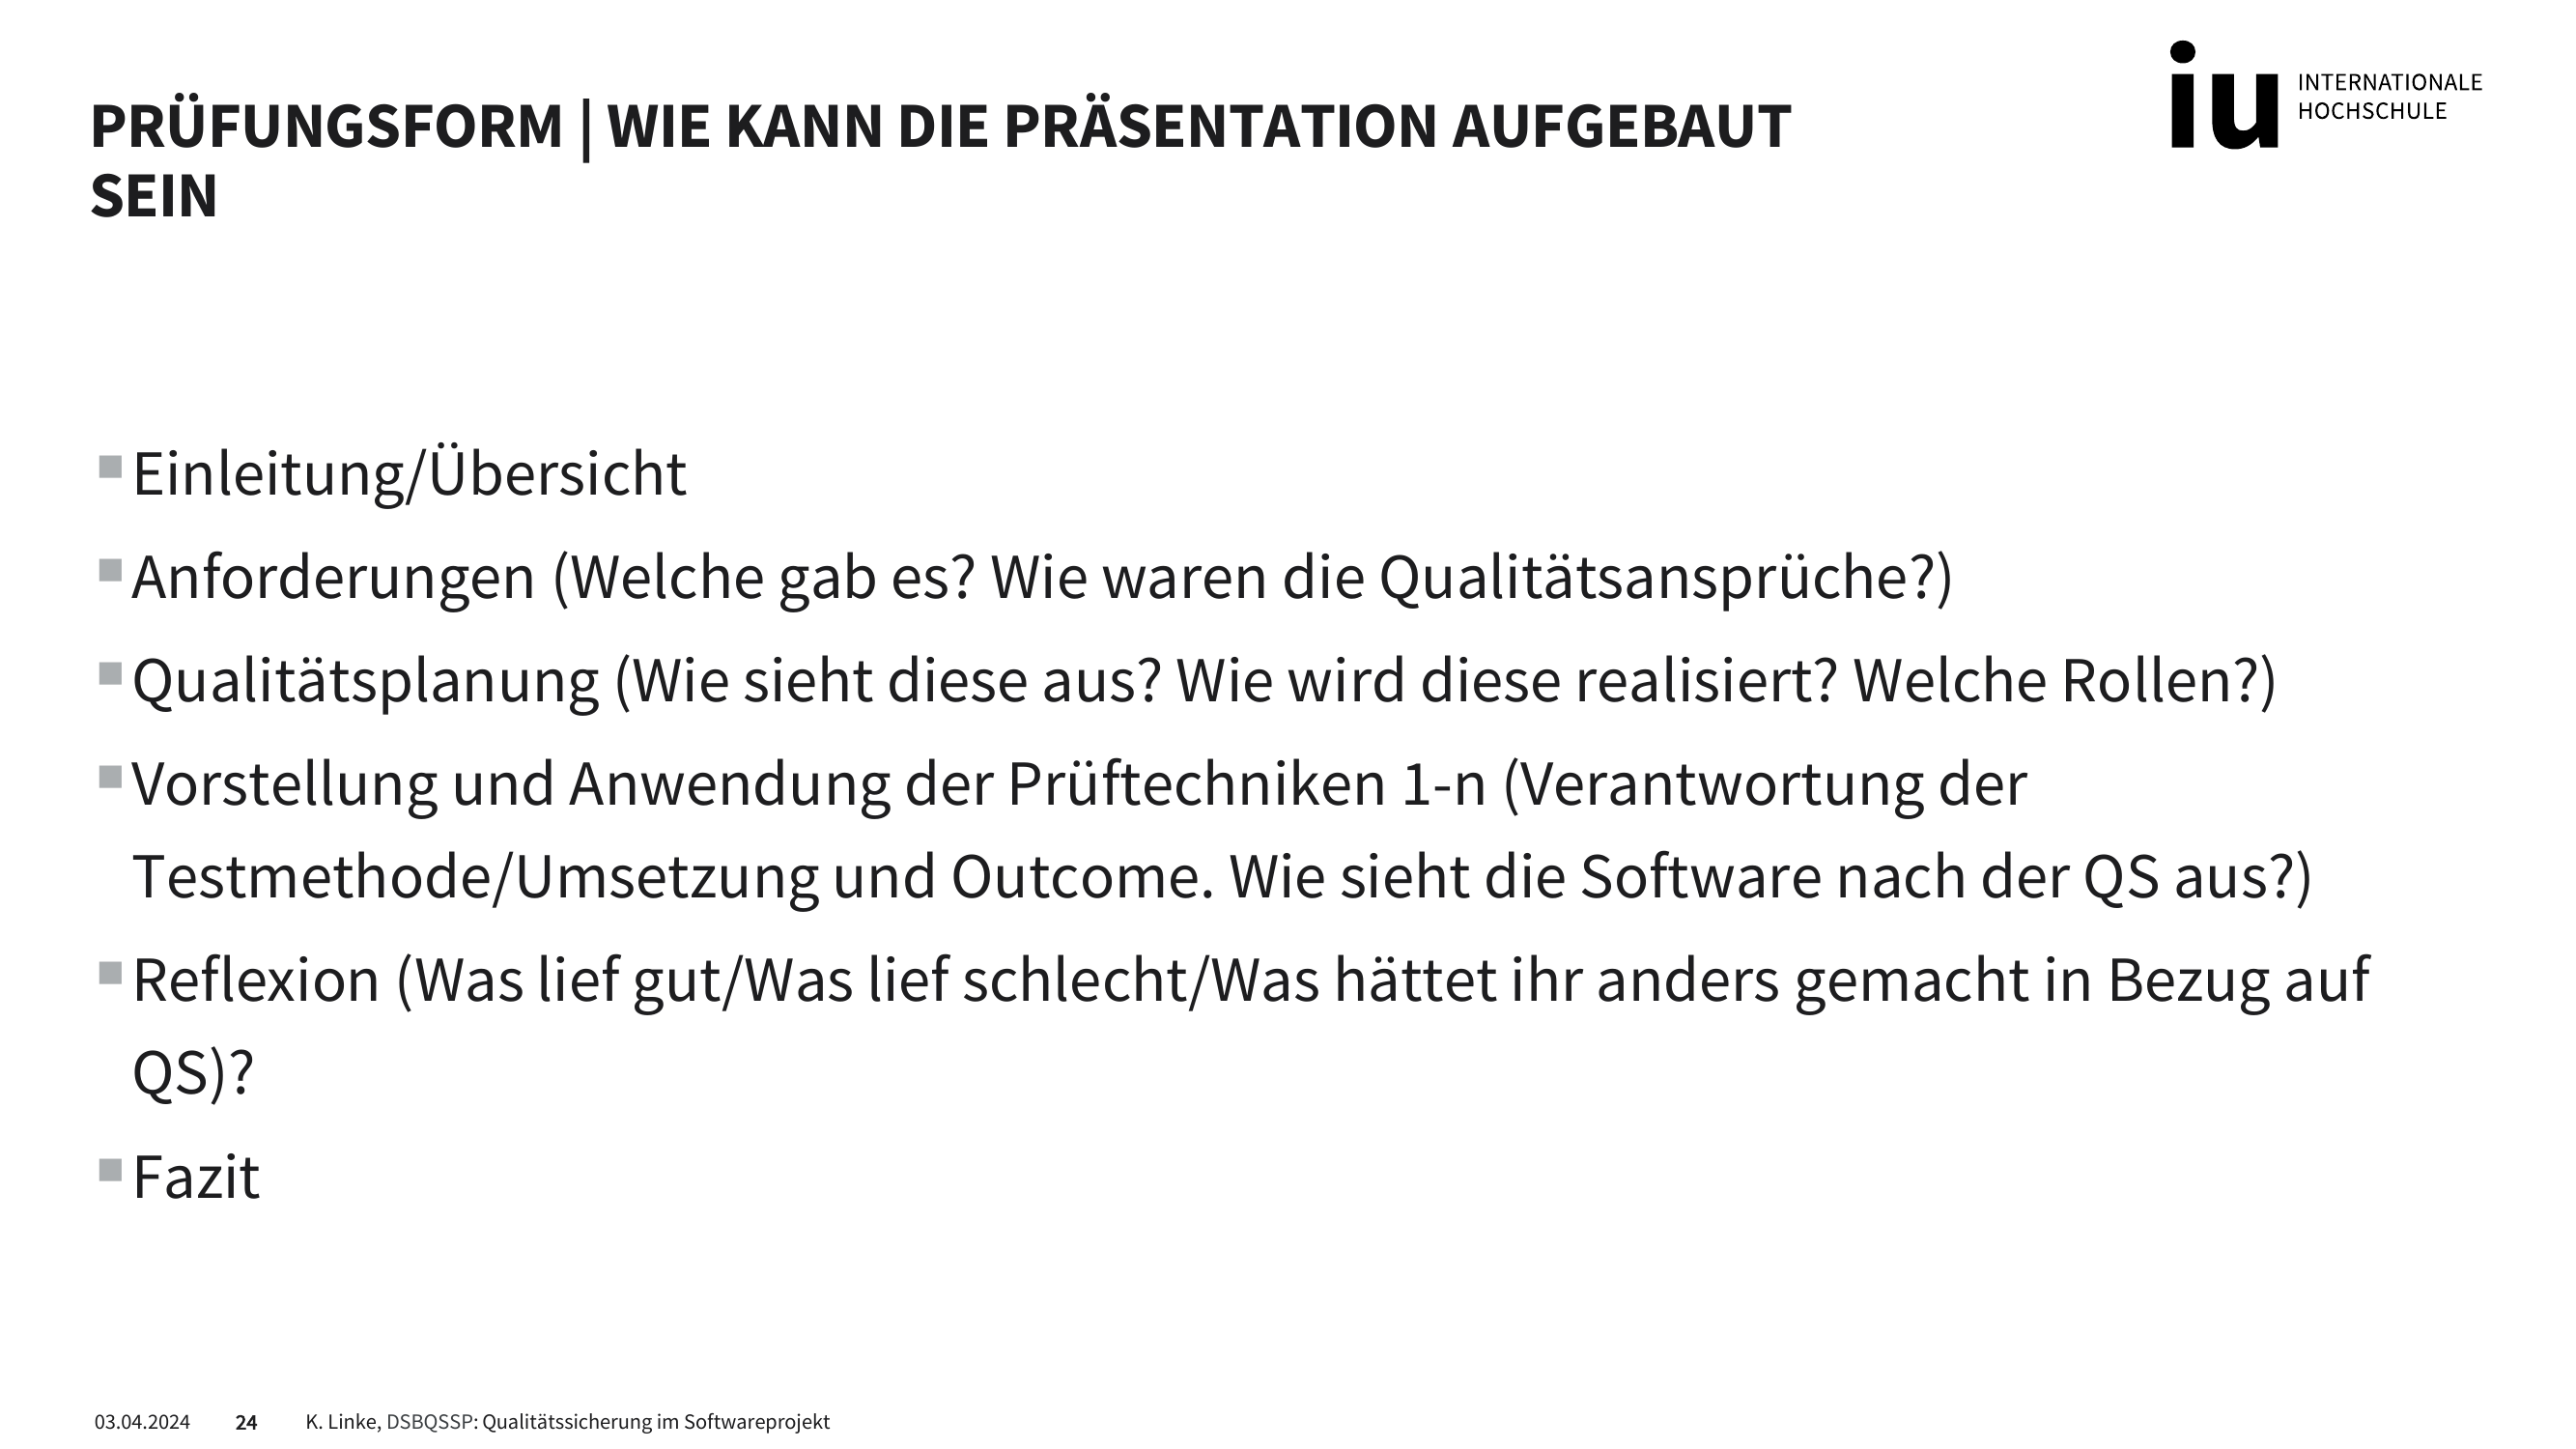 PRÜFUNGSFORM | WIE KANN DIE PRÄSENTATION AUFGEBAUT
SEIN
iu INTERNATIONALE
HOCHSCHULE
Einleitung/Übersicht
Anforderungen (Welche gab es? Wie waren die Qualitätsansprüche?)
Qualitätsplanung (Wie sieht diese aus? Wie wird diese realisiert? Welche Rollen?)
Vorstellung und Anwendung der Prüftechniken 1-n (Verantwortung der
Testmethode/Umsetzung und Outcome. Wie sieht die Software nach der QS aus?)
Reflexion (Was lief gut/Was lief schlecht/Was hättet ihr anders gemacht in Bezug auf
QS)?
Fazit
03.04.2024 24 K. Linke, DSBQSSP: Qualitätssicherung im Softwareprojekt